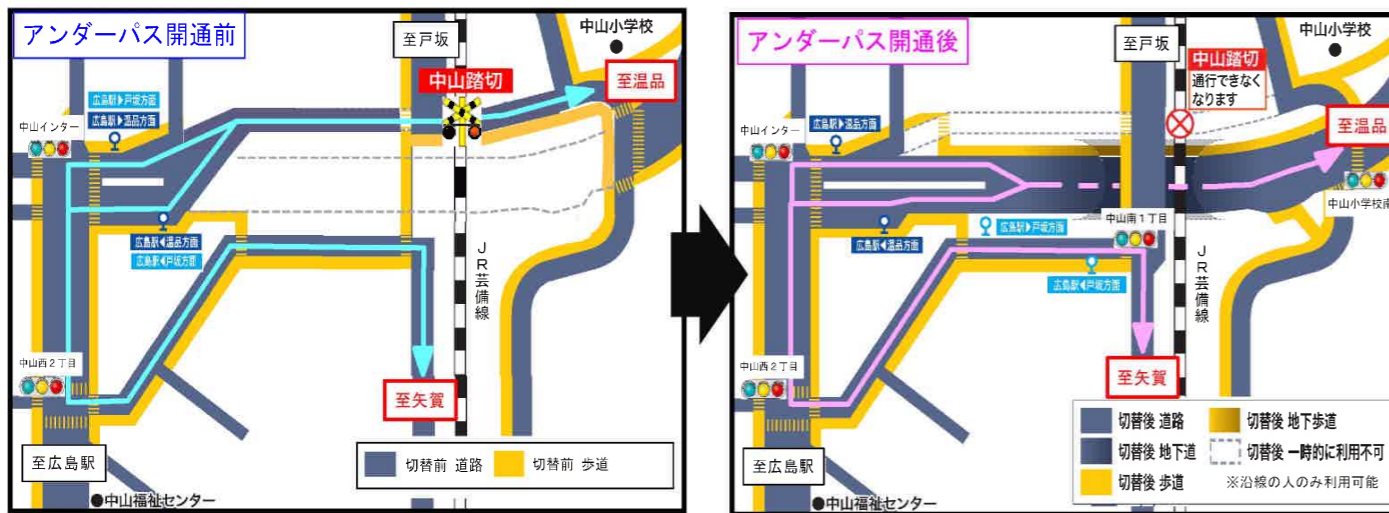 アンダーパス開通前
至戸坂
中山小学校
中山踏切
至温品
広島駅▶戸坂方面
広島駅▶温品方面
中山インター
広島駅◀温品方面
広島駅◀戸坂方面
JR芸備線
中山西2丁目
至矢賀
至広島駅
切替前 道路
切替前 歩道
●中山福祉センター
アンダーパス開通後
至戸坂
中山小学校
中山踏切
通行できなく
なります
至温品
中山インター
広島駅▶温品方面
中山小学校南
広島駅◀温品方面
広島駅▶戸坂方面
中山南1丁目
広島駅◀戸坂方面
JR芸備線
中山西2丁目
至矢賀
至広島駅
●中山福祉センター
切替後 道路
切替後 地下歩道
切替後 地下道
切替後 一時的に利用不可
切替後 歩道
※沿線の人のみ利用可能